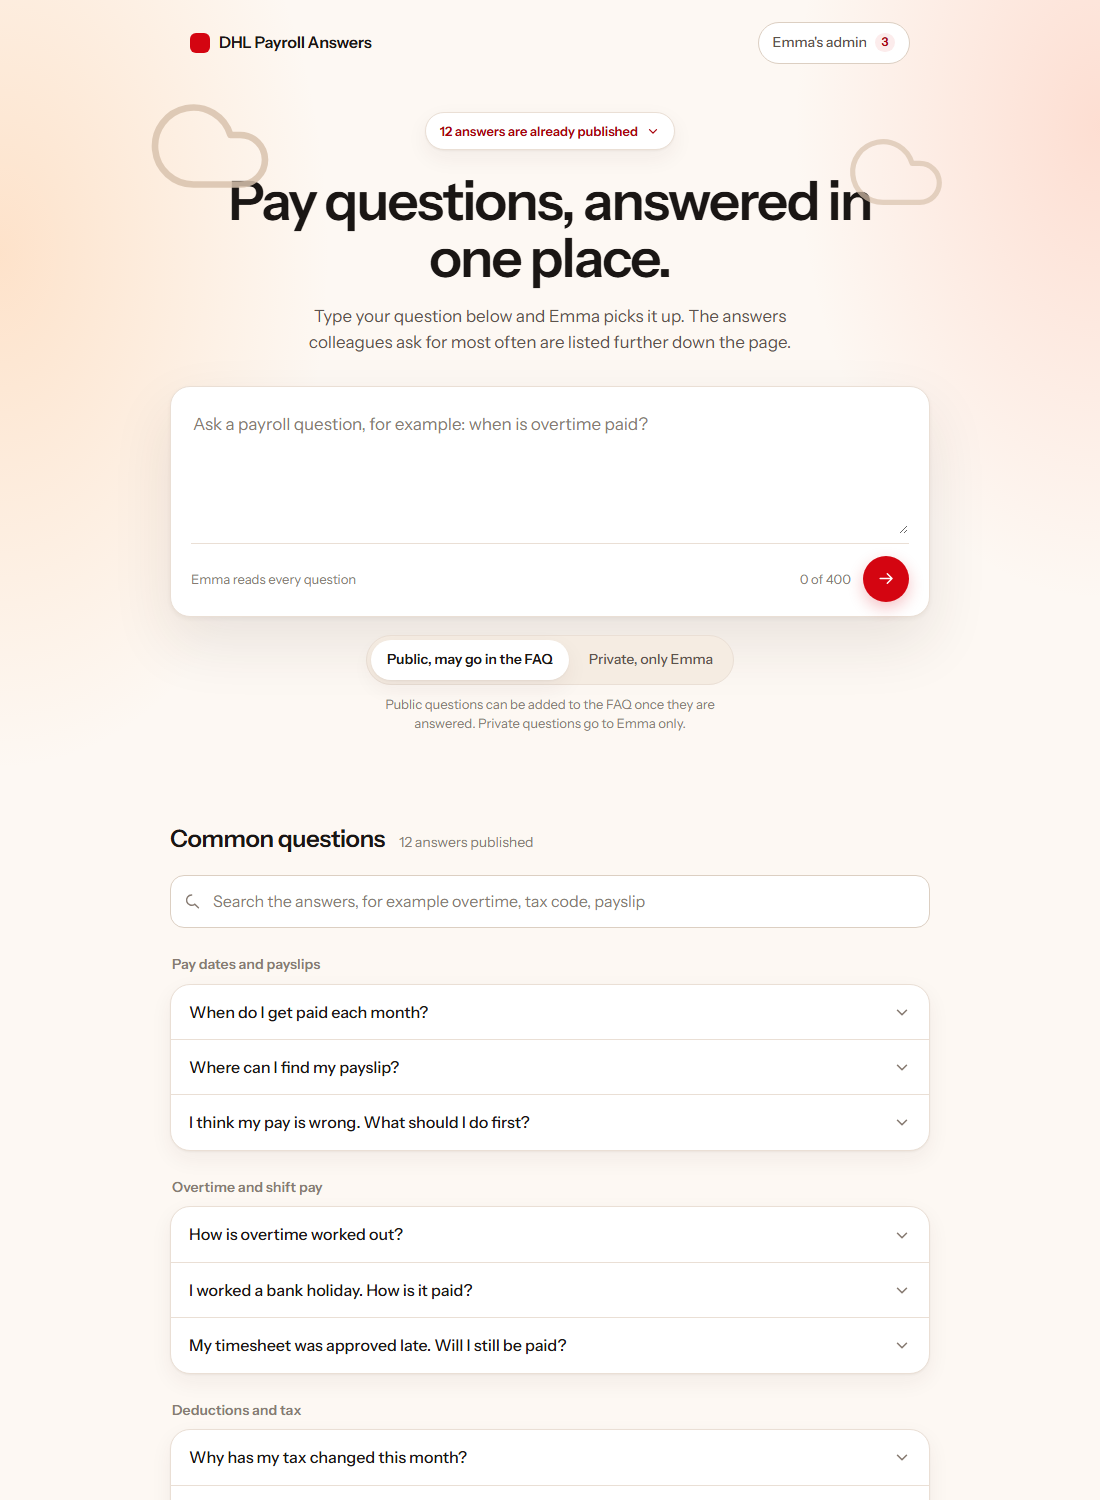 DHL Payroll Answers
Emma's admin 3
12 answers are already published
Pay questions, answered in
one place.
Type your question below and Emma picks it up. The answers
colleagues ask for most often are listed further down the page.
Ask a payroll question, for example: when is overtime paid?
Emma reads every question
0 of 400
Public, may go in the FAQ
Private, only Emma
Public questions can be added to the FAQ once they are
answered. Private questions go to Emma only.
Common questions
12 answers published
Search the answers, for example overtime, tax code, payslip
Pay dates and payslips
When do I get paid each month?
Where can I find my payslip?
I think my pay is wrong. What should I do first?
Overtime and shift pay
How is overtime worked out?
I worked a bank holiday. How is it paid?
My timesheet was approved late. Will I still be paid?
Deductions and tax
Why has my tax changed this month?